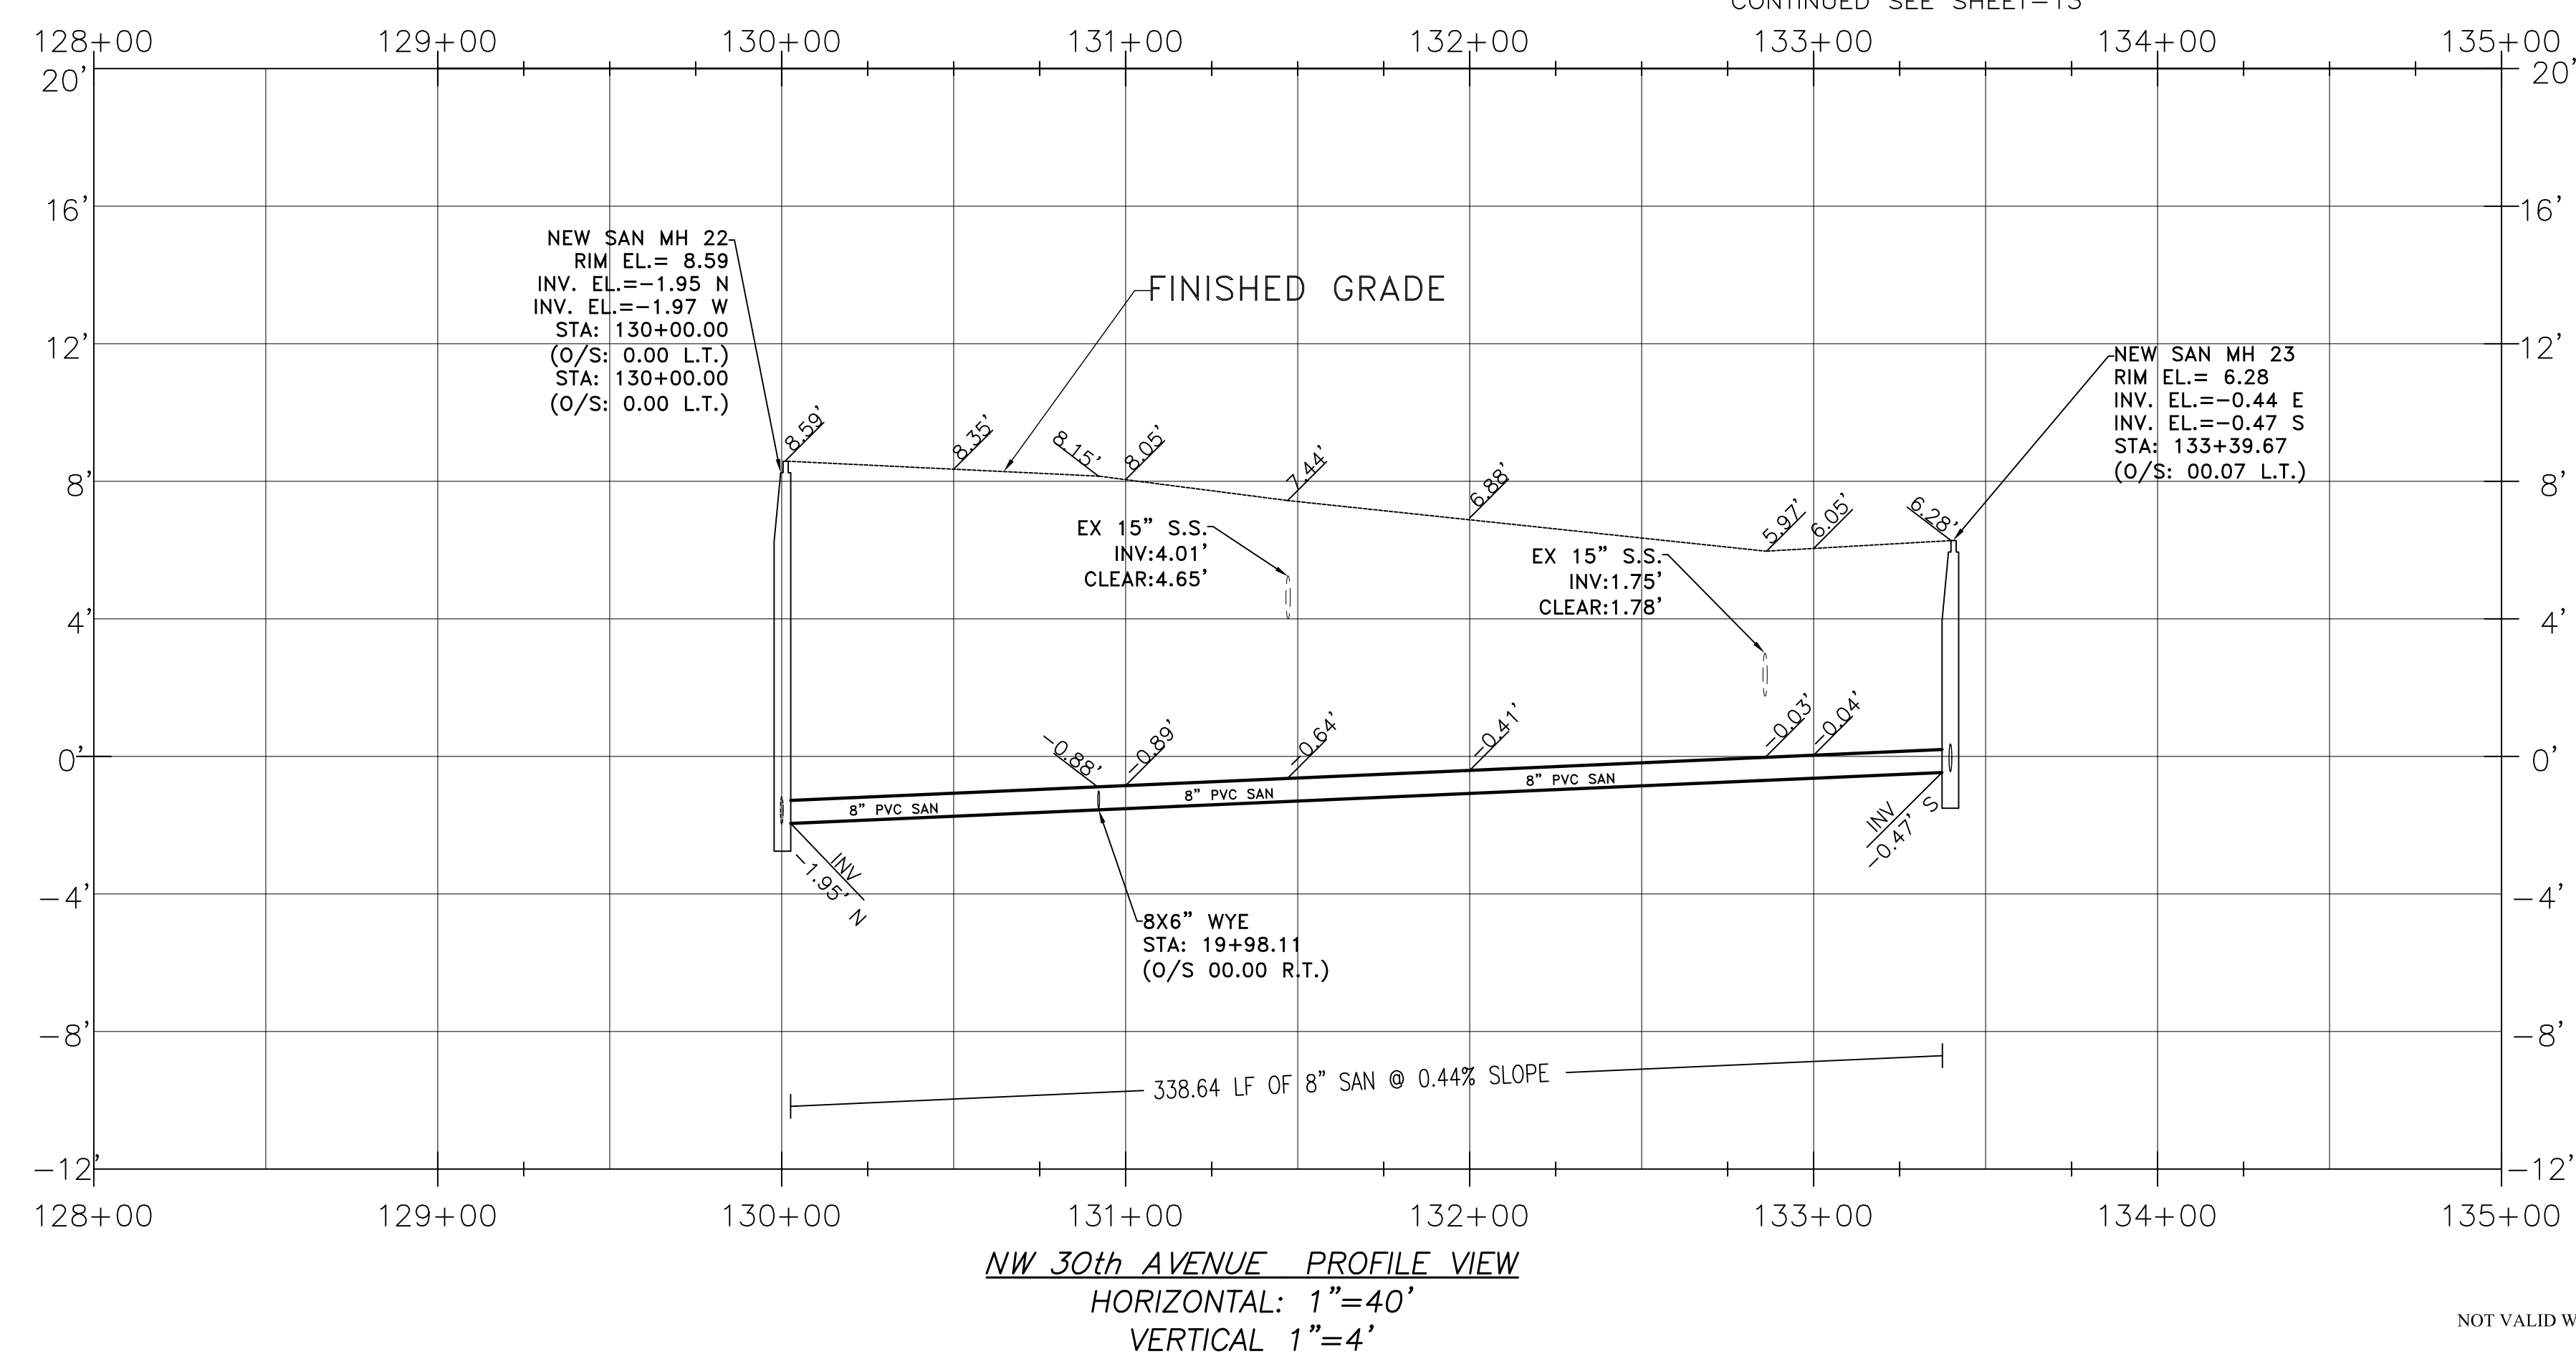 CONTINUED SEE SHEET-13
128+00 129+00 130+00 131+00 132+00 133+00 134+00 135+00
20' 20'
16' 16'
12' 12'
8' 8'
4' 4'
0' 0'
-4' -4'
-8' -8'
-12' -12'
NEW SAN MH 22
RIM EL.= 8.59
INV. EL.=-1.95 N
INV. EL.=-1.97 W
STA: 130+00.00
(O/S: 0.00 L.T.)
STA: 130+00.00
(O/S: 0.00 L.T.)
FINISHED GRADE
NEW SAN MH 23
RIM EL.= 6.28
INV. EL.=-0.44 E
INV. EL.=-0.47 S
STA: 133+39.67
(O/S: 00.07 L.T.)
8.59'
8.35'
8.15'
8.05'
7.44'
6.88'
5.97'
6.05'
6.28'
EX 15" S.S.
INV:4.01'
CLEAR:4.65'
EX 15" S.S.
INV:1.75'
CLEAR:1.78'
-0.88'
-0.89'
-0.64'
-0.41'
-0.03'
-0.04'
8" PVC SAN
8" PVC SAN
8" PVC SAN
INV
-1.95' N
INV
-0.47' S
8X6" WYE
STA: 19+98.11
(O/S 00.00 R.T.)
338.64 LF OF 8" SAN @ 0.44% SLOPE
128+00 129+00 130+00 131+00 132+00 133+00 134+00 135+00
NW 30th AVENUE PROFILE VIEW
HORIZONTAL: 1"=40'
VERTICAL 1"=4'
NOT VALID W